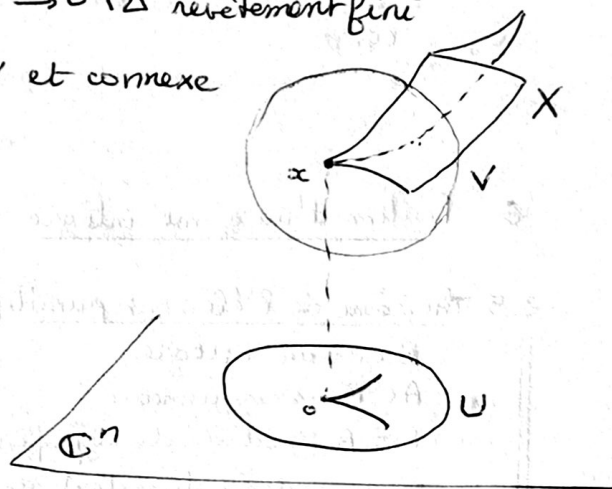 → U \ Δ revêtement fini
et connexe
X
x
V
o
U
ℂⁿ